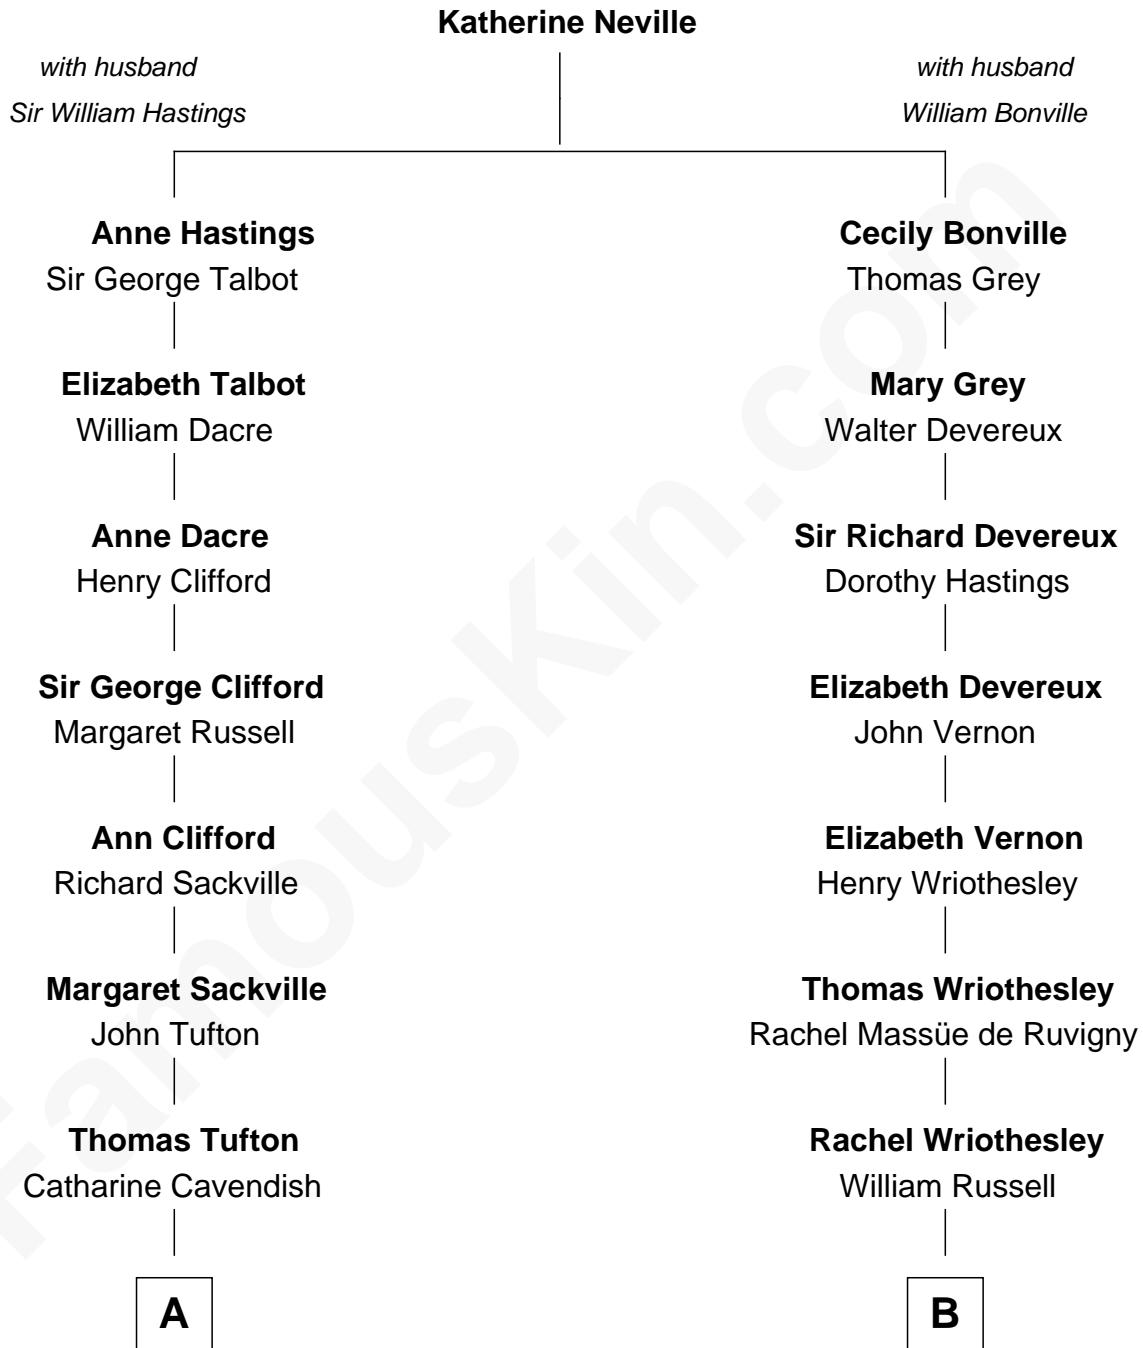 Katherine Neville
with husband
Sir William Hastings
with husband
William Bonville
Anne Hastings
Sir George Talbot
Cecily Bonville
Thomas Grey
Elizabeth Talbot
William Dacre
Mary Grey
Walter Devereux
Anne Dacre
Henry Clifford
Sir Richard Devereux
Dorothy Hastings
Sir George Clifford
Margaret Russell
Elizabeth Devereux
John Vernon
Ann Clifford
Richard Sackville
Elizabeth Vernon
Henry Wriothesley
Margaret Sackville
John Tufton
Thomas Wriothesley
Rachel Massüe de Ruvigny
Thomas Tufton
Catharine Cavendish
Rachel Wriothesley
William Russell
A
B
FamousKin.com